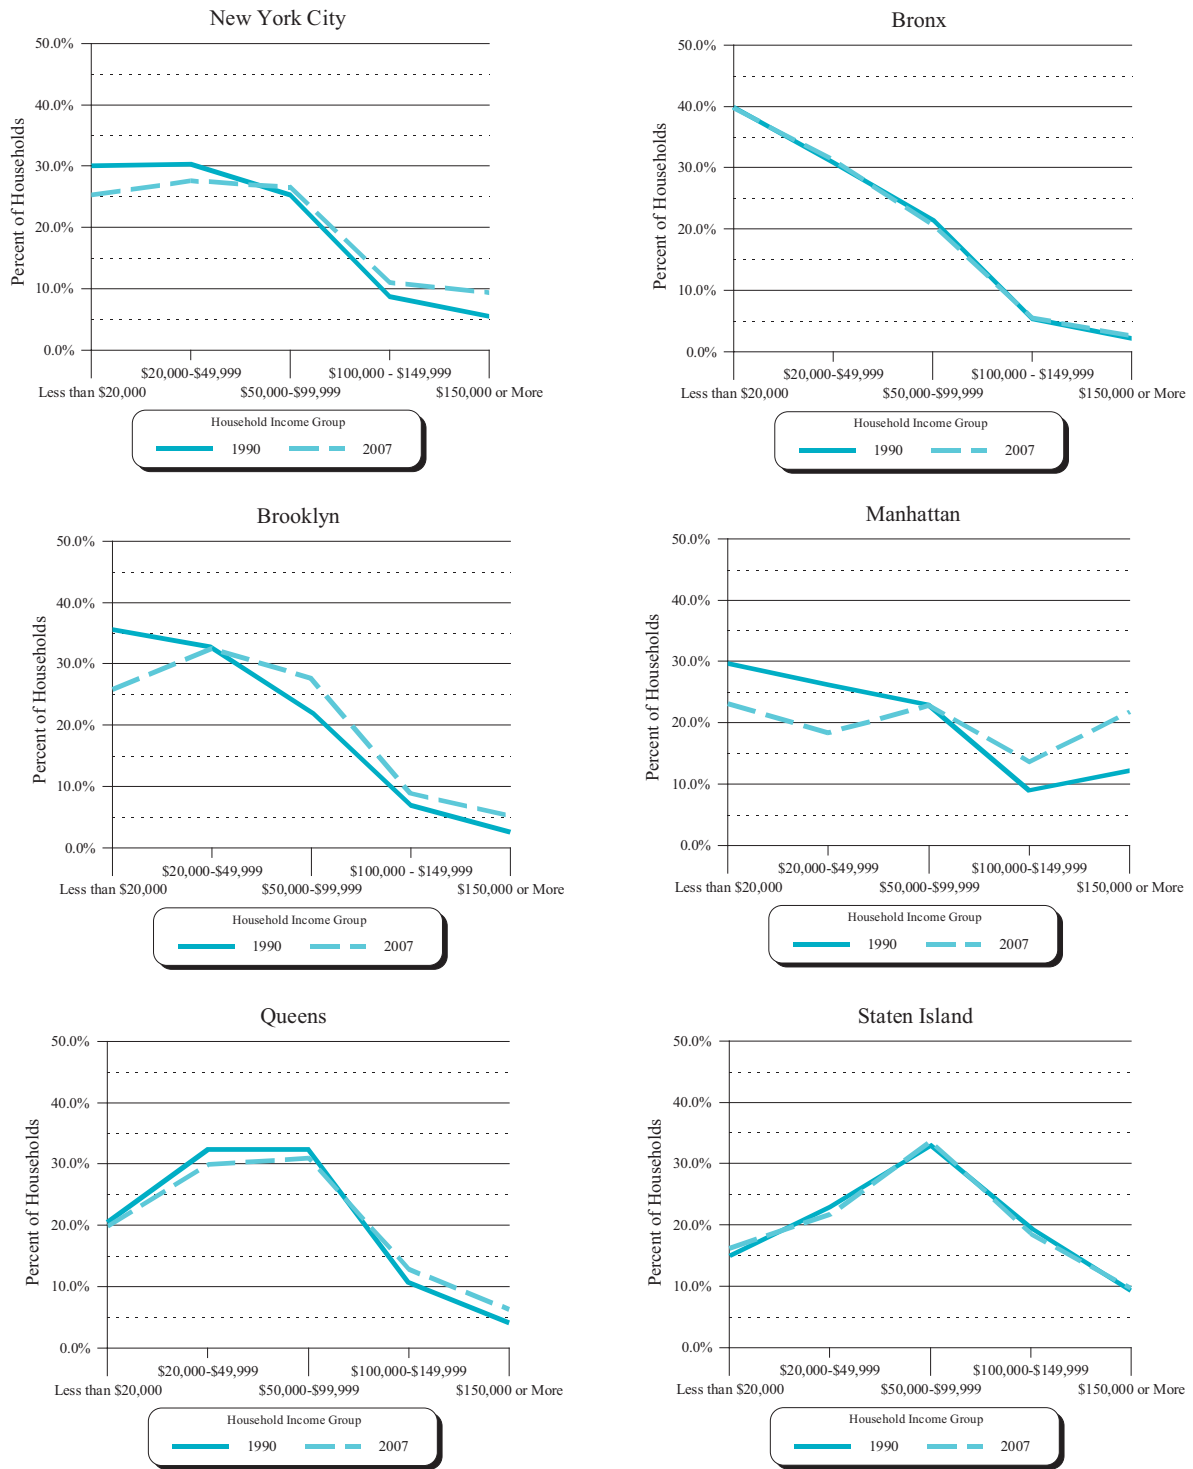 New York City
50.0%
40.0%
30.0%
20.0%
10.0%
0.0%
Percent of Households
$20,000-$49,999
$100,000 - $149,999
Less than $20,000
$50,000-$99,999
$150,000 or More
Household Income Group
1990
2007
Bronx
50.0%
40.0%
30.0%
20.0%
10.0%
0.0%
Percent of Households
$20,000-$49,999
$100,000 - $149,999
Less than $20,000
$50,000-$99,999
$150,000 or More
Household Income Group
1990
2007
Brooklyn
50.0%
40.0%
30.0%
20.0%
10.0%
0.0%
Percent of Households
$20,000-$49,999
$100,000 - $149,999
Less than $20,000
$50,000-$99,999
$150,000 or More
Household Income Group
1990
2007
Manhattan
50.0%
40.0%
30.0%
20.0%
10.0%
0.0%
Percent of Households
$20,000-$49,999
$100,000-$149,999
Less than $20,000
$50,000-$99,999
$150,000 or More
Household Income Group
1990
2007
Queens
50.0%
40.0%
30.0%
20.0%
10.0%
0.0%
Percent of Households
$20,000-$49,999
$100,000-$149,999
Less than $20,000
$50,000-$99,999
$150,000 or More
Household Income Group
1990
2007
Staten Island
50.0%
40.0%
30.0%
20.0%
10.0%
0.0%
Percent of Households
$20,000-$49,999
$100,000-$149,999
Less than $20,000
$50,000-$99,999
$150,000 or More
Household Income Group
1990
2007